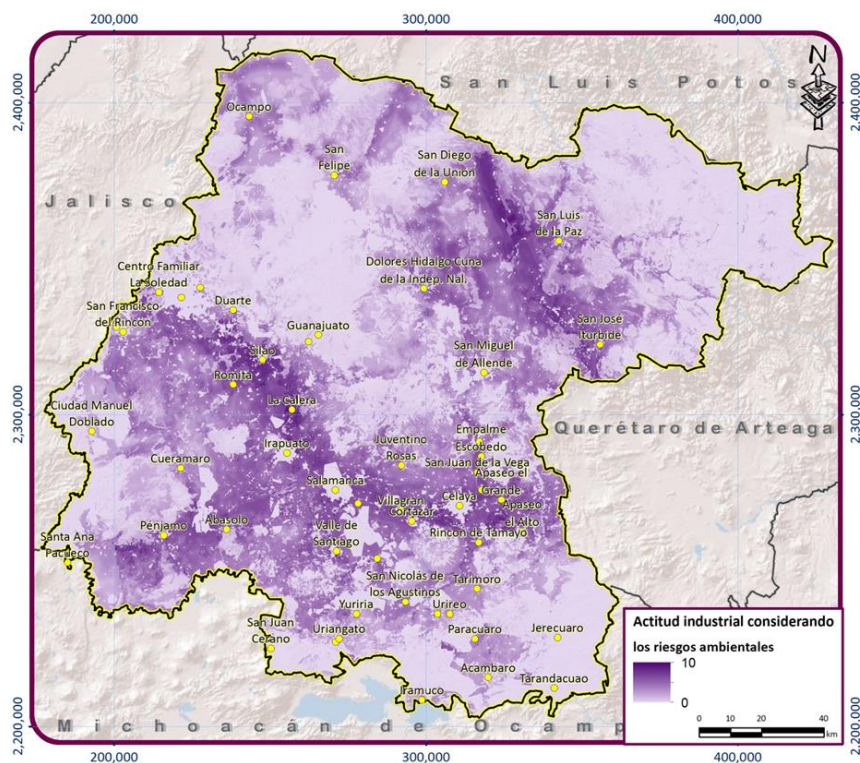 200,000
300,000
400,000
2,400,000
2,400,000
N
San Luis Potos
Ocampo
San
Felipe
San Diego
de la Unión
Jalisco
San Luis
de la Paz
Centro Familiar
La Soledad
Dolores Hidalgo Cuna
de la Indep. Nal.
San Francisco
del Rincón
Duarte
Guanajuato
San José
Iturbide
Silao
San Miguel
de Allende
Romita
La Calera
2,300,000
2,300,000
Ciudad Manuel
Doblado
Empalme
Escobedo
Querétaro de Arteaga
Irapuato
Juventino
Rosas
San Juan de la Vega
Cueramaro
Apaseo el
Grande
Salamanca
Villagran
Celaya
Apaseo
el Alto
Cortazar
Santa Ana
Pacueco
Pénjamo
Abasolo
Valle de
Santiago
Rincon de Tamayo
San Nicolás de
los Agustinos
Tarimoro
Yuriria
Urireo
San Juan
Cerano
Uriangato
Paracuaro
Jerecuaro
Acambaro
Tarandacuao
Iramuco
Michoacán de Ocamp
2,200,000
2,200,000
Actitud industrial considerando
los riesgos ambientales
10
0
0 10 20 40
km
200,000
300,000
400,000